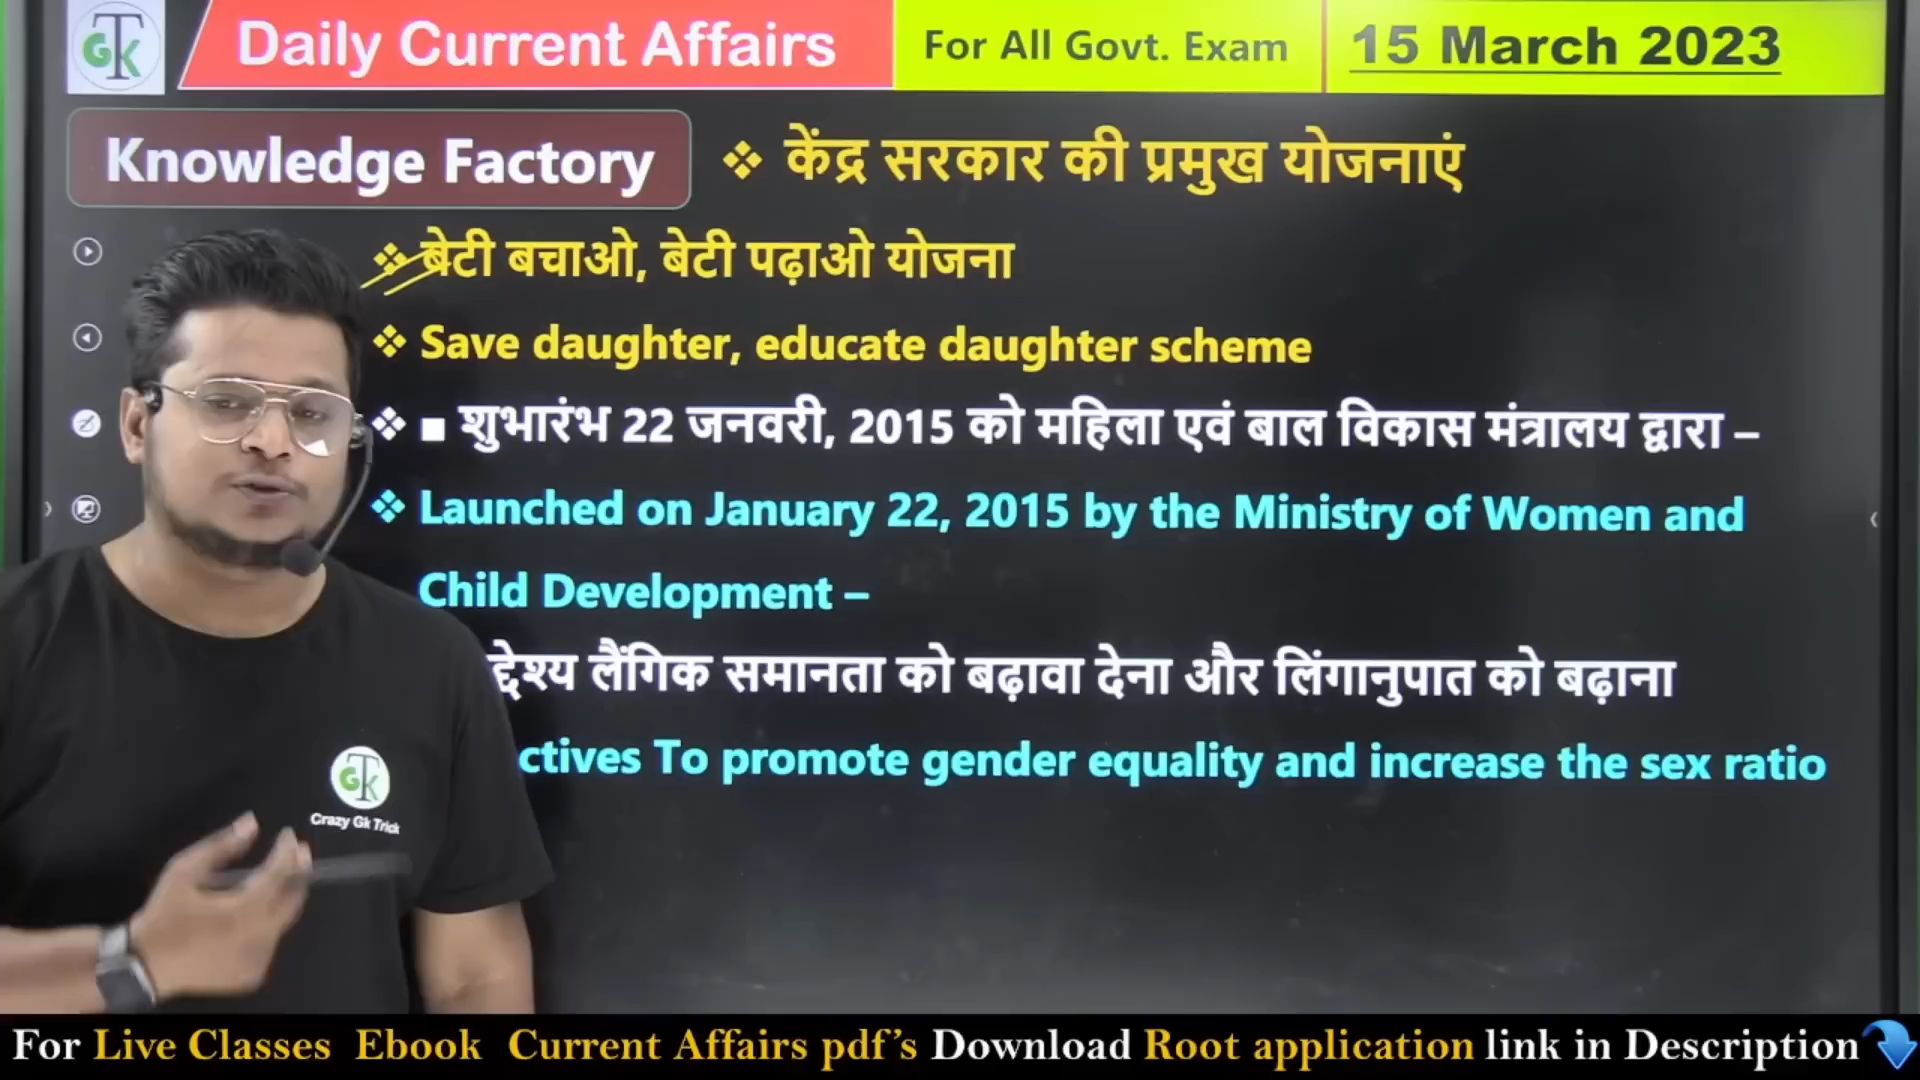 GTK
Daily Current Affairs
For All Govt. Exam
15 March 2023
Knowledge Factory
❖ केंद्र सरकार की प्रमुख योजनाएं
❖ बेटी बचाओ, बेटी पढ़ाओ योजना
❖ Save daughter, educate daughter scheme
❖ ■ शुभारंभ 22 जनवरी, 2015 को महिला एवं बाल विकास मंत्रालय द्वारा –
❖ Launched on January 22, 2015 by the Ministry of Women and
Child Development –
लैंगिक समानता को बढ़ावा देना और लिंगानुपात को बढ़ाना
ctives To promote gender equality and increase the sex ratio
GTK
Crazy Gk Trick
For Live Classes Ebook Current Affairs pdf's Download Root application link in Description